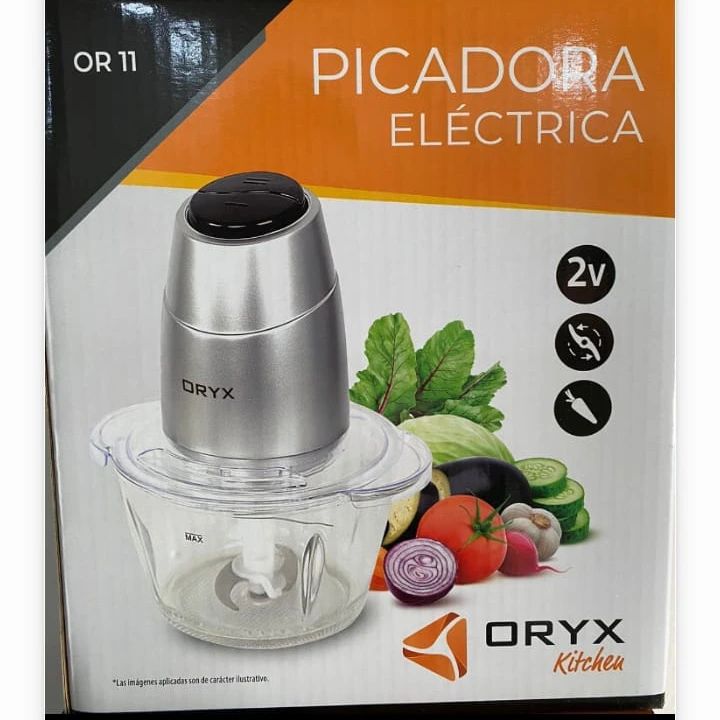 OR 11
PICADORA
ELÉCTRICA
2v
ORYX
MAX
ORYX
Kitchen
*Las imágenes aplicadas son de carácter ilustrativo.